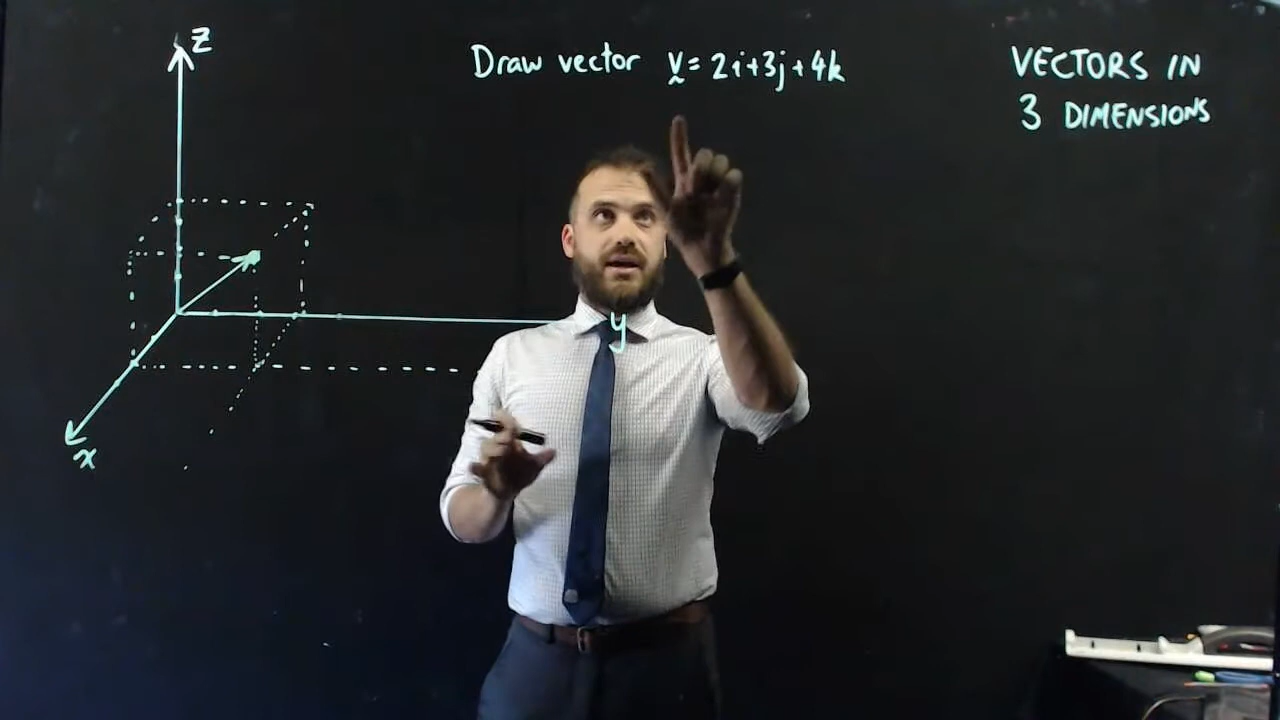 z
Draw vector v = 2i+3j+4k
VECTORS IN
3 DIMENSIONS
y
x